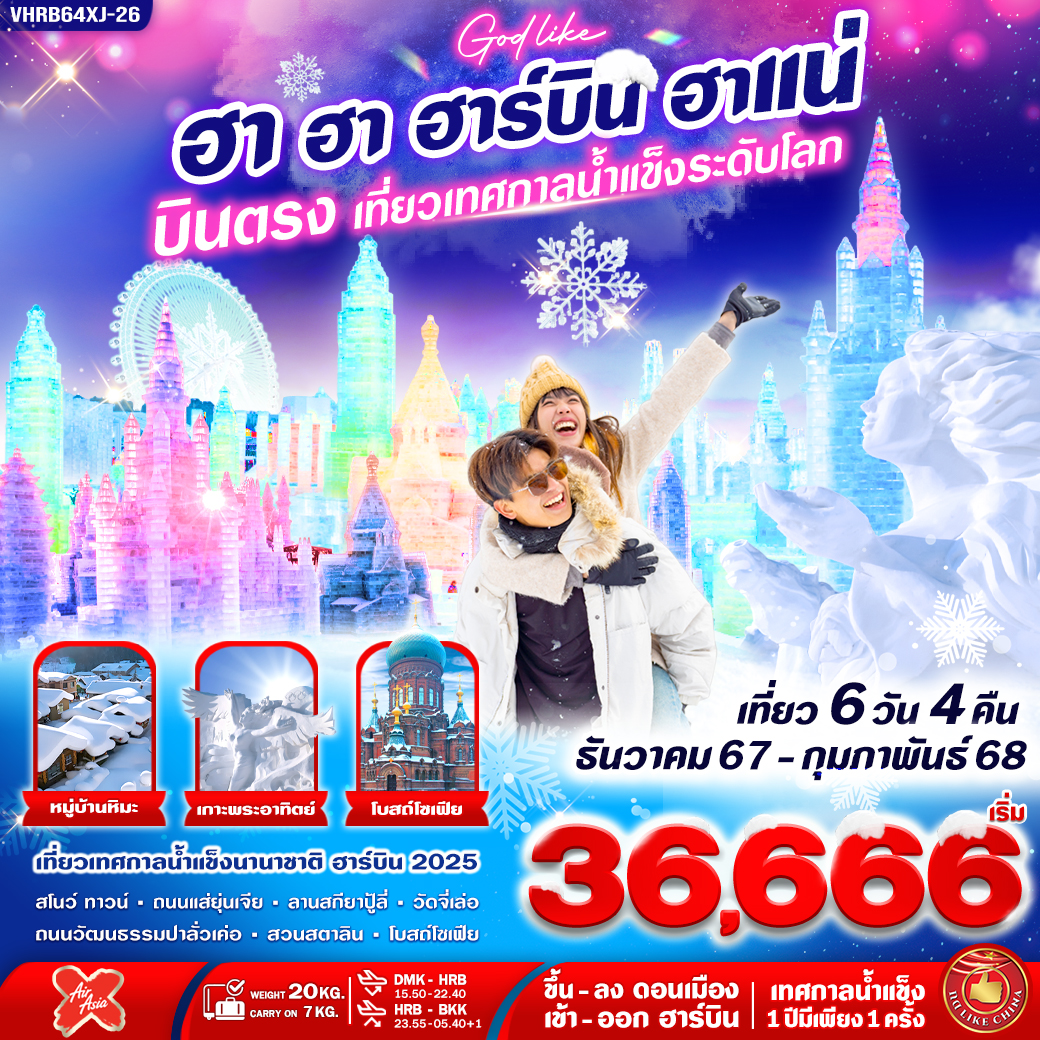 VHRB64XJ-26
God like
ฮา ฮา ฮาร์บิน ฮาแน่
บินตรง เที่ยวเทศกาลน้ำแข็งระดับโลก
เที่ยว 6 วัน 4 คืน
ธันวาคม 67 - กุมภาพันธ์ 68
เริ่ม
36,666
หมู่บ้านหิมะ
เกาะพระอาทิตย์
โบสถ์โซเฟีย
เที่ยวเทศกาลน้ำแข็งนานาชาติ ฮาร์บิน 2025
สโนว์ ทาวน์ • ถนนแส่ยุ่นเจีย • ลานสกียาปู้ลี่ • วัดจี่เล่อ
ถนนวัฒนธรรมปาลั่วเค่อ • สวนสตาลิน • โบสถ์โซเฟีย
Air Asia
WEIGHT 20KG.
CARRY ON 7 KG.
DMK - HRB
15.50 - 22.40
HRB - BKK
23.55 - 05.40+1
ขึ้น - ลง ดอนเมือง
เข้า - ออก ฮาร์บิน
เทศกาลน้ำแข็ง
1 ปีมีเพียง 1 ครั้ง
กด LIKE CHINA